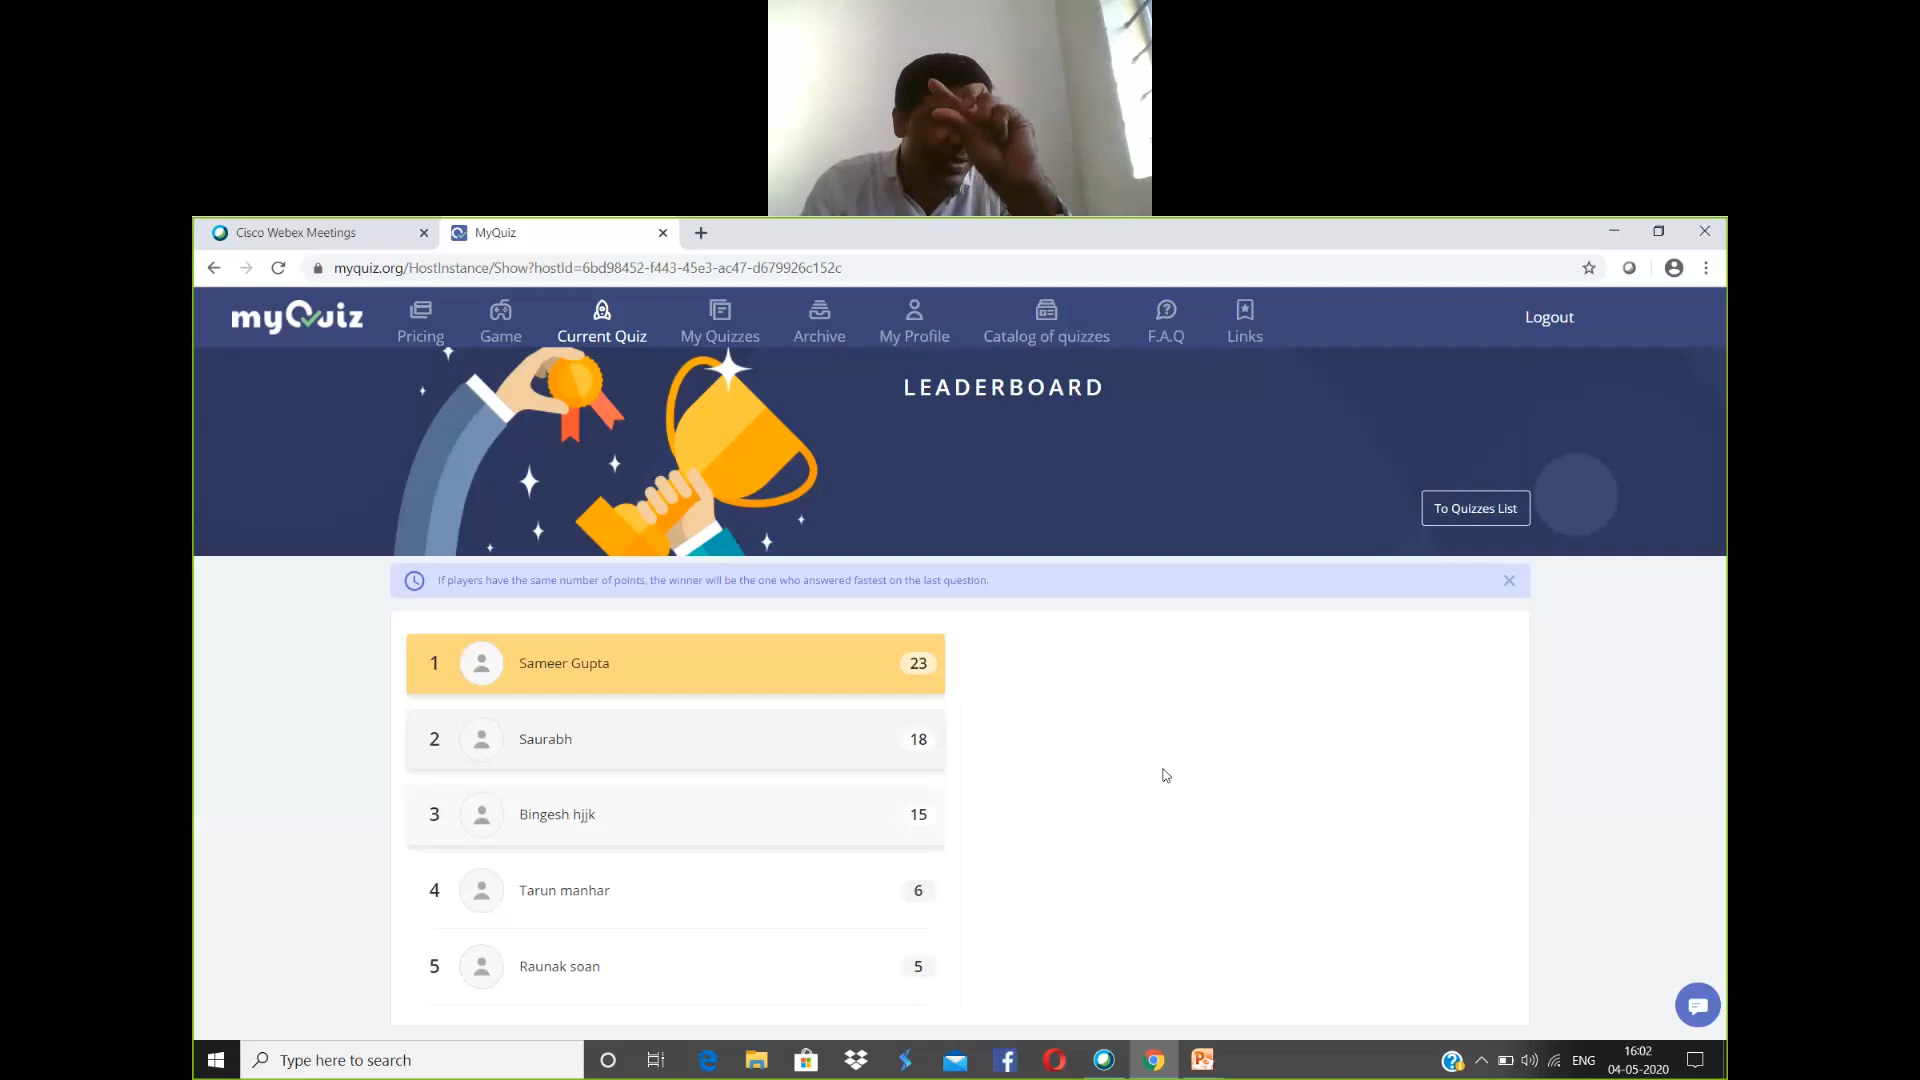 Cisco Webex Meetings
MyQuiz
myquiz.org/HostInstance/Show?hostId=6bd98452-f443-45e3-ac47-d679926c152c
myQuiz
Pricing
Game
Current Quiz
My Quizzes
Archive
My Profile
Catalog of quizzes
F.A.Q
Links
Logout
LEADERBOARD
To Quizzes List
If players have the same number of points, the winner will be the one who answered fastest on the last question.
1 Sameer Gupta 23
2 Saurabh 18
3 Bingesh hjjk 15
4 Tarun manhar 6
5 Raunak soan 5
Type here to search
ENG
16:02
04-05-2020